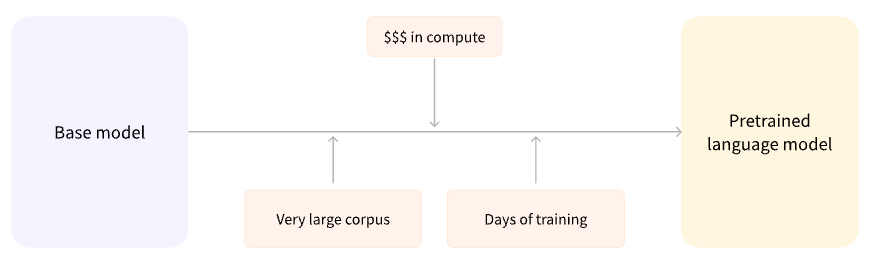 $$$ in compute
Base model
Pretrained
language model
Very large corpus
Days of training